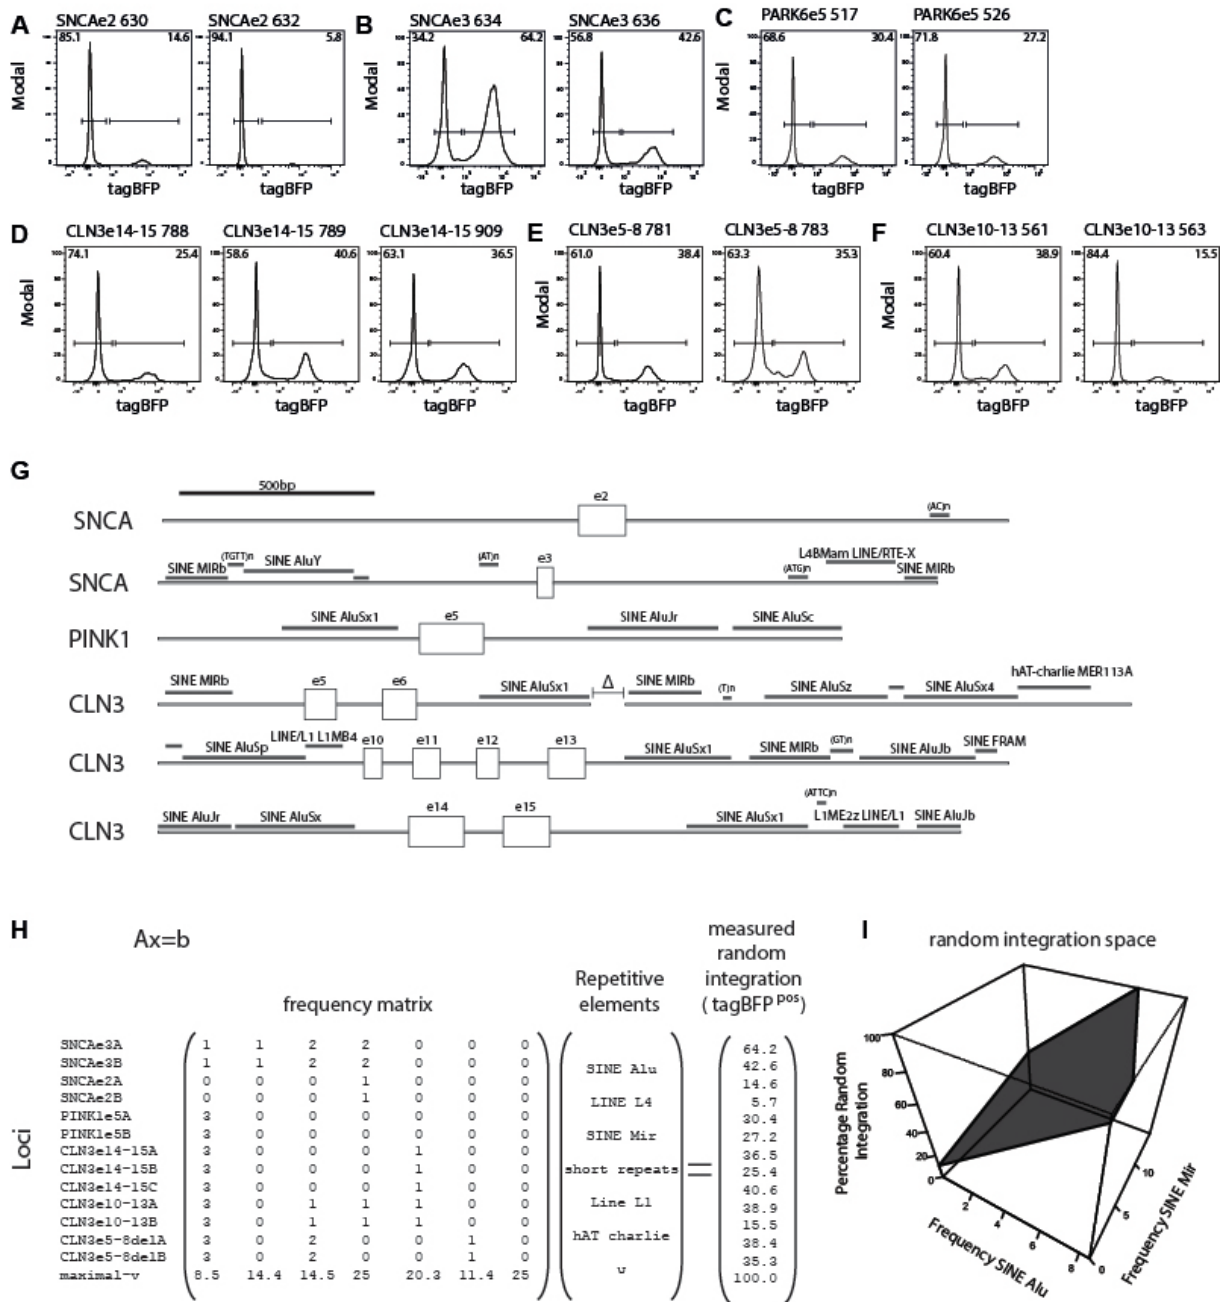 A
SNCAe2 630
85.1 14.6
Modal
tagBFP
SNCAe2 632
94.1 5.8
tagBFP
B
SNCAe3 634
34.2 64.2
Modal
tagBFP
SNCAe3 636
56.8 42.6
tagBFP
C
PARK6e5 517
68.6 30.4
Modal
tagBFP
PARK6e5 526
71.8 27.2
tagBFP
D
CLN3e14-15 788
74.1 25.4
Modal
tagBFP
CLN3e14-15 789
58.6 40.6
tagBFP
CLN3e14-15 909
63.1 36.5
tagBFP
E
CLN3e5-8 781
61.0 38.4
Modal
tagBFP
CLN3e5-8 783
63.3 35.3
tagBFP
F
CLN3e10-13 561
60.4 38.9
Modal
tagBFP
CLN3e10-13 563
84.4 15.5
tagBFP
G
500bp
SNCA e2 (AC)n
SNCA SINE MIRb (TGTT)n SINE AluY (AT)n e3 (ATG)n L4BMam LINE/RTE-X SINE MIRb
PINK1 SINE AluSx1 e5 SINE AluJr SINE AluSc
CLN3 SINE MIRb e5 e6 SINE AluSx1 Δ SINE MIRb (T)n SINE AluSz SINE AluSx4 hAT-charlie MER113A
CLN3 SINE AluSp LINE/L1 L1MB4 e10 e11 e12 e13 SINE AluSx1 SINE MIRb (GT)n SINE AluJb SINE FRAM
CLN3 SINE AluJr SINE AluSx e14 e15 SINE AluSx1 (ATTC)n L1ME2z LINE/L1 SINE AluJb
H
Ax=b
frequency matrix
Loci
SNCAe3A 1 1 2 2 0 0 0
SNCAe3B 1 1 2 2 0 0 0
SNCAe2A 0 0 0 1 0 0 0
SNCAe2B 0 0 0 1 0 0 0
PINK1e5A 3 0 0 0 0 0 0
PINK1e5B 3 0 0 0 0 0 0
CLN3e14-15A 3 0 0 0 1 0 0
CLN3e14-15B 3 0 0 0 1 0 0
CLN3e14-15C 3 0 0 0 1 0 0
CLN3e10-13A 3 0 1 1 1 0 0
CLN3e10-13B 3 0 1 1 1 0 0
CLN3e5-8delA 3 0 2 0 0 1 0
CLN3e5-8delB 3 0 2 0 0 1 0
maximal-v 8.5 14.4 14.5 25 20.3 11.4 25
Repetitive
elements
SINE Alu
LINE L4
SINE Mir
short repeats
Line L1
hAT charlie
υ
=
measured
random
integration
(tagBFP pos)
64.2
42.6
14.6
5.7
30.4
27.2
36.5
25.4
40.6
38.9
15.5
38.4
35.3
100.0
I
random integration space
Percentage Random
Integration
100
80
60
40
20
0
2
4
6
8
Frequency SINE Alu
0
5
10
Frequency SINE Mir